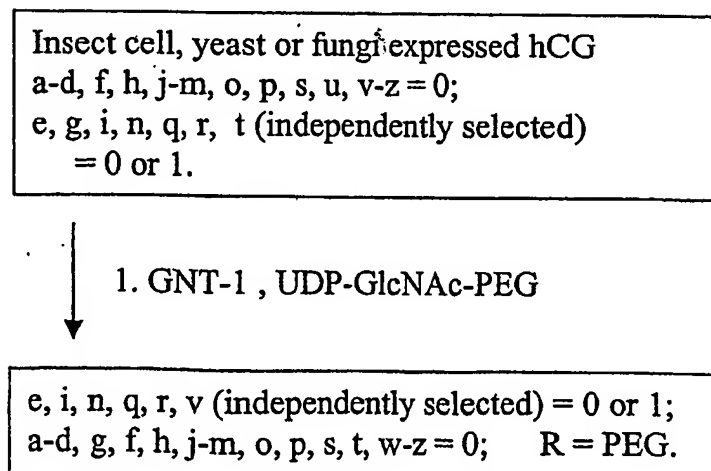 Insect cell, yeast or fungi expressed hCG
a-d, f, h, j-m, o, p, s, u, v-z = 0;
e, g, i, n, q, r, t (independently selected)
= 0 or 1.
1. GNT-1 , UDP-GlcNAc-PEG
e, i, n, q, r, v (independently selected) = 0 or 1;
a-d, g, f, h, j-m, o, p, s, t, w-z = 0; R = PEG.